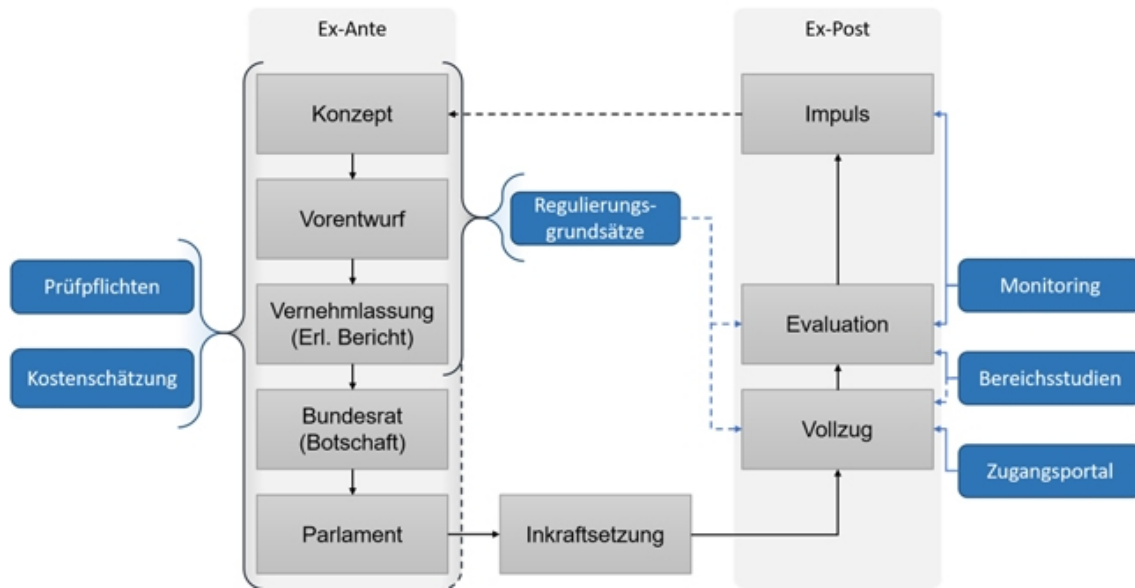 Ex-Ante
Ex-Post
Konzept
Impuls
Vorentwurf
Regulierungs-
grundsätze
Prüfpflichten
Kostenschätzung
Vernehmlassung
(Erl. Bericht)
Evaluation
Monitoring
Bereichsstudien
Bundesrat
(Botschaft)
Vollzug
Zugangsportal
Parlament
Inkraftsetzung